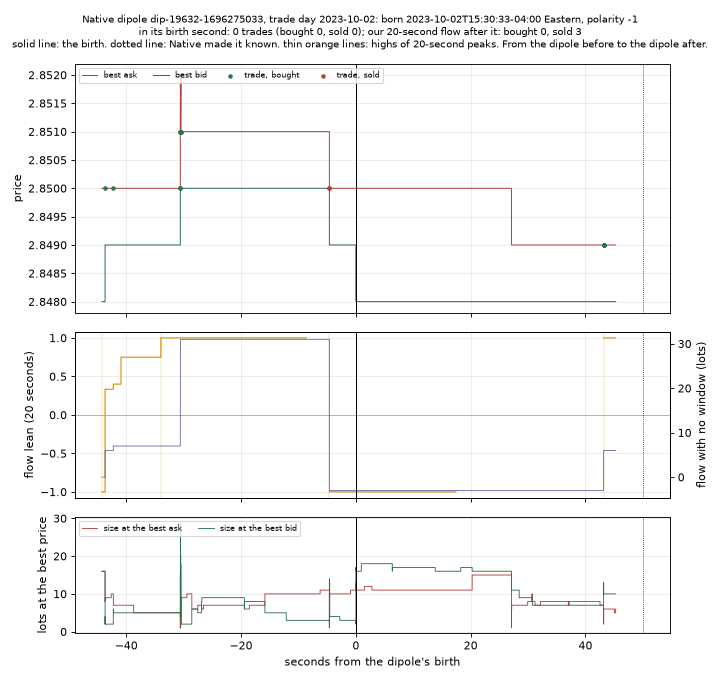 Native dipole dip-19632-1696275033, trade day 2023-10-02: born 2023-10-02T15:30:33-04:00 Eastern, polarity -1
in its birth second: 0 trades (bought 0, sold 0); our 20-second flow after it: bought 0, sold 3
solid line: the birth. dotted line: Native made it known. thin orange lines: highs of 20-second peaks. From the dipole before to the dipole after.
best ask best bid trade, bought trade, sold
2.8520
2.8515
2.8510
2.8505
2.8500
2.8495
2.8490
2.8485
2.8480
price
1.0
0.5
0.0
−0.5
−1.0
flow lean (20 seconds)
30
20
10
0
flow with no window (lots)
size at the best ask size at the best bid
30
20
10
0
lots at the best price
−40 −20 0 20 40
seconds from the dipole's birth